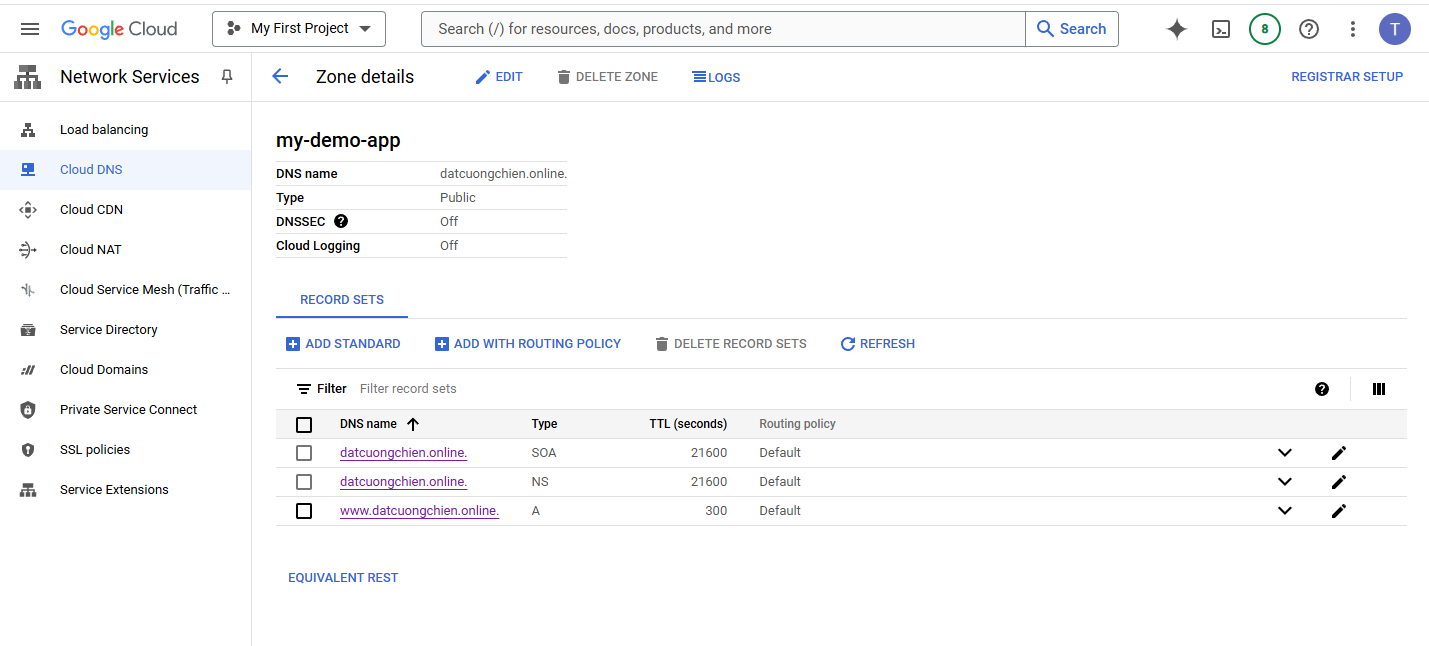 Google Cloud My First Project Search (/) for resources, docs, products, and more Search 8 T
Network Services Zone details EDIT DELETE ZONE LOGS REGISTRAR SETUP
Load balancing
Cloud DNS
Cloud CDN
Cloud NAT
Cloud Service Mesh (Traffic ...
Service Directory
Cloud Domains
Private Service Connect
SSL policies
Service Extensions
my-demo-app
DNS name datcuongchien.online.
Type Public
DNSSEC Off
Cloud Logging Off
RECORD SETS
ADD STANDARD ADD WITH ROUTING POLICY DELETE RECORD SETS REFRESH
Filter Filter record sets
DNS name Type TTL (seconds) Routing policy
datcuongchien.online. SOA 21600 Default
datcuongchien.online. NS 21600 Default
www.datcuongchien.online. A 300 Default
EQUIVALENT REST